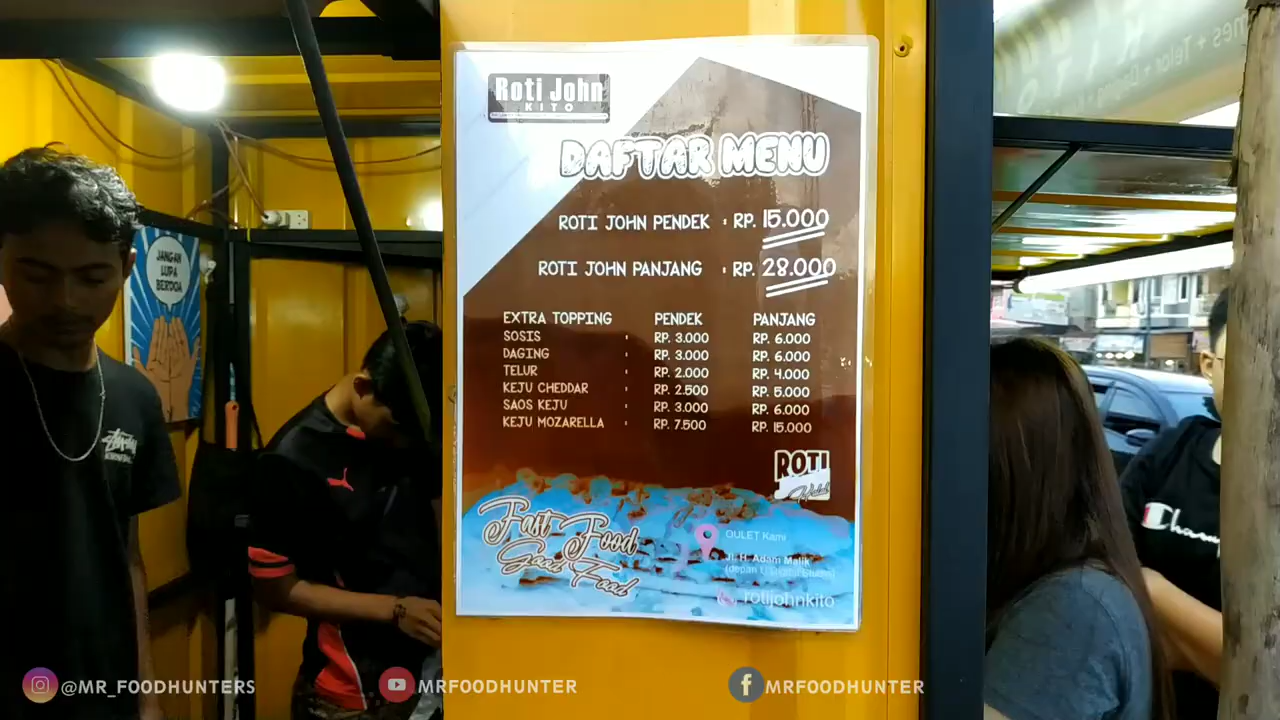 Roti John
KITO
DAFTAR MENU
ROTI JOHN PENDEK : RP. 15.000
ROTI JOHN PANJANG : RP. 28.000
EXTRA TOPPING PENDEK PANJANG
SOSIS : RP. 3.000 RP. 6.000
DAGING : RP. 3.000 RP. 6.000
TELUR : RP. 2.000 RP. 4.000
KEJU CHEDDAR : RP. 2.500 RP. 5.000
SAOS KEJU : RP. 3.000 RP. 6.000
KEJU MOZARELLA : RP. 7.500 RP. 15.000
ROTI
Fast Food
Good Food
OULET Kami
Jl. H. Adam Malik
(depan
rotijohnkito
JANGAN
LUPA
BERDOA
Stussy
Cham
@MR_FOODHUNTERS
MRFOODHUNTER
MRFOODHUNTER